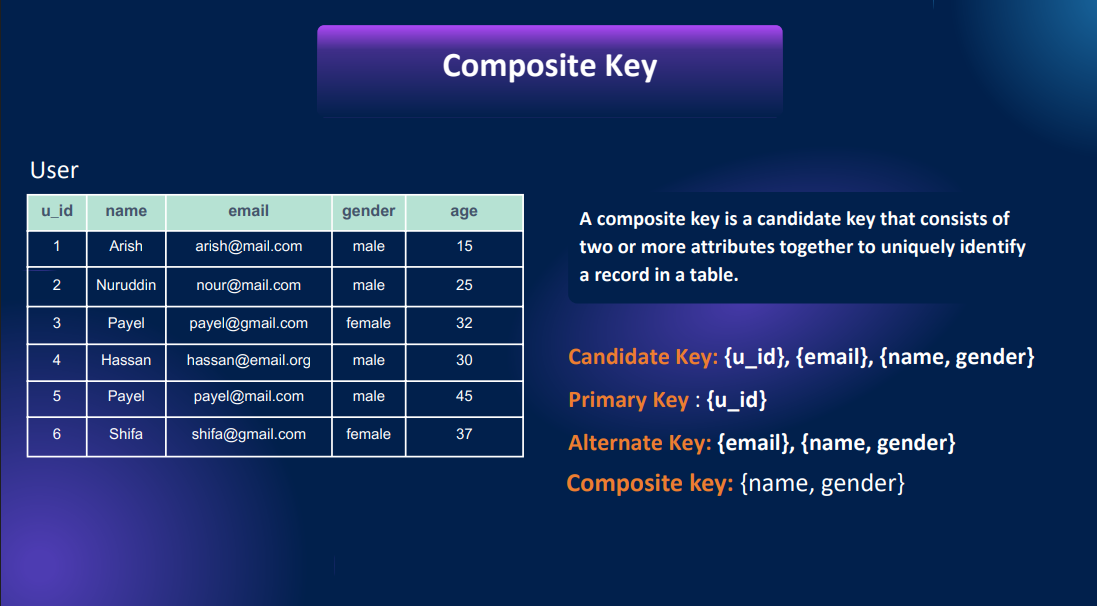 Composite Key
User
u_id name email gender age
1 Arish arish@mail.com male 15
2 Nuruddin nour@mail.com male 25
3 Payel payel@gmail.com female 32
4 Hassan hassan@email.org male 30
5 Payel payel@mail.com male 45
6 Shifa shifa@gmail.com female 37
A composite key is a candidate key that consists of
two or more attributes together to uniquely identify
a record in a table.
Candidate Key: {u_id}, {email}, {name, gender}
Primary Key : {u_id}
Alternate Key: {email}, {name, gender}
Composite key: {name, gender}